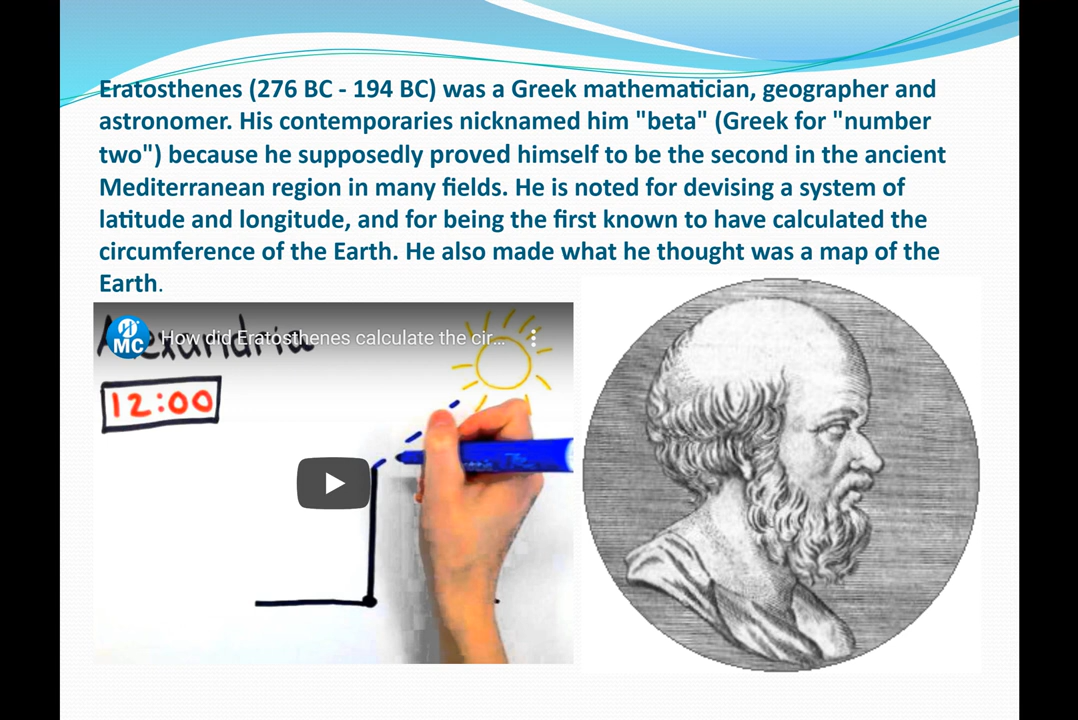 Eratosthenes (276 BC - 194 BC) was a Greek mathematician, geographer and
astronomer. His contemporaries nicknamed him "beta" (Greek for "number
two") because he supposedly proved himself to be the second in the ancient
Mediterranean region in many fields. He is noted for devising a system of
latitude and longitude, and for being the first known to have calculated the
circumference of the Earth. He also made what he thought was a map of the
Earth.
Alexandria
MC
How did Eratosthenes calculate the cir...
12:00